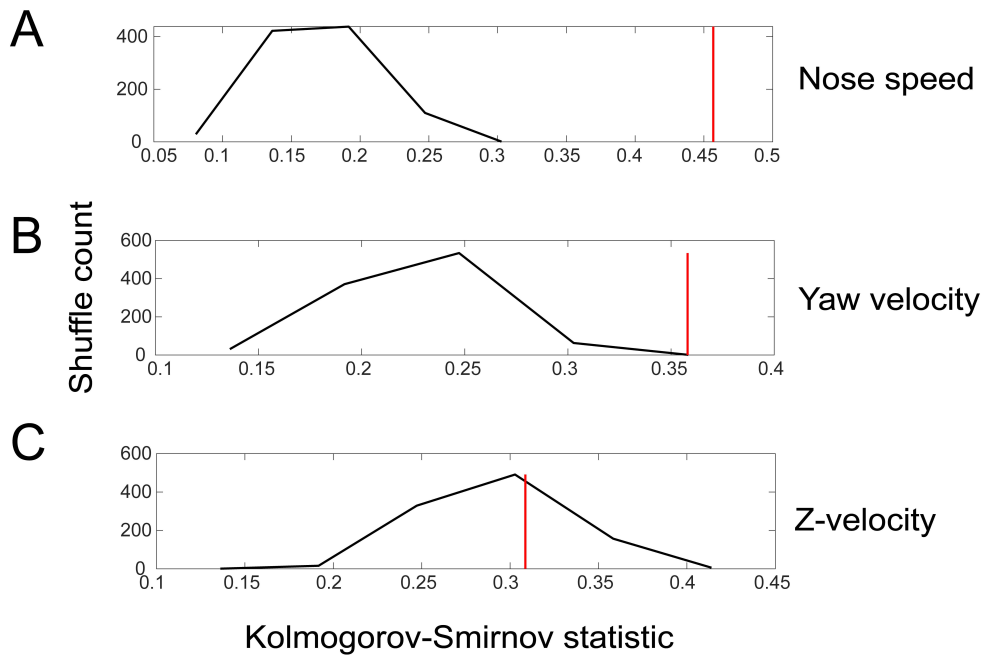 A
400
200
0
0.05 0.1 0.15 0.2 0.25 0.3 0.35 0.4 0.45 0.5
Nose speed
B
600
400
200
0
0.1 0.15 0.2 0.25 0.3 0.35 0.4
Yaw velocity
Shuffle count
C
600
400
200
0
0.1 0.15 0.2 0.25 0.3 0.35 0.4 0.45
Z-velocity
Kolmogorov-Smirnov statistic